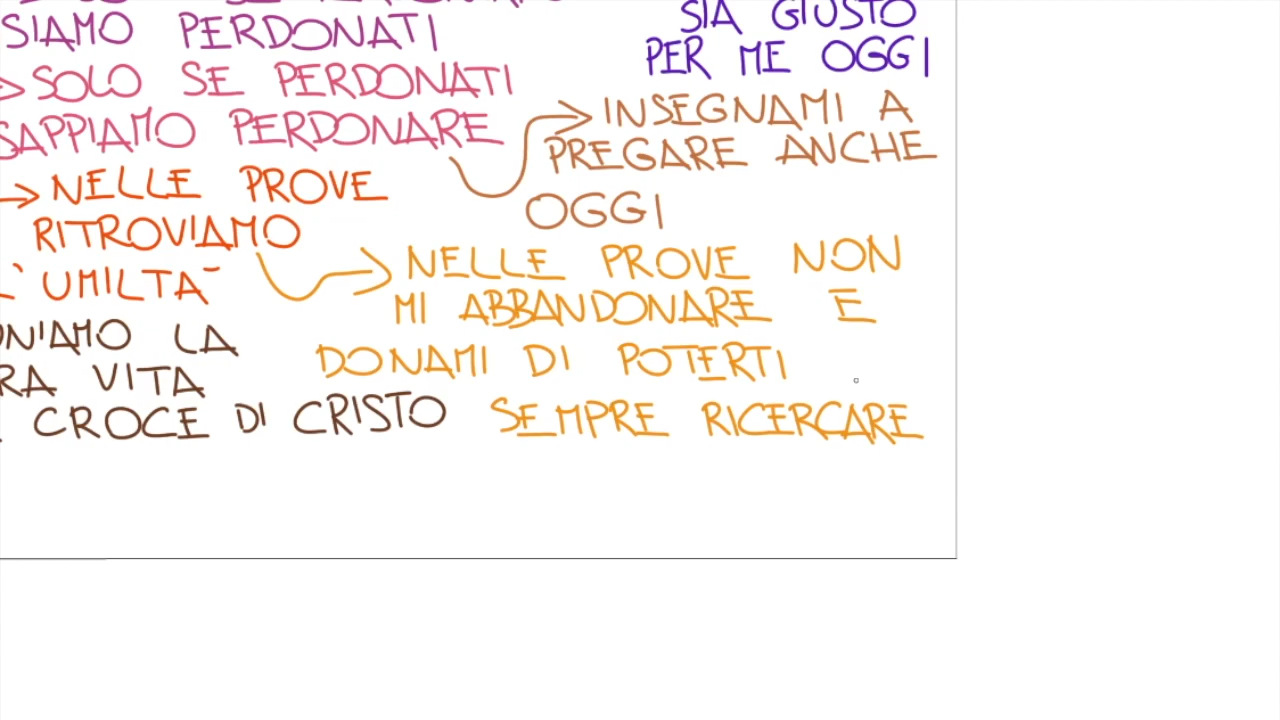 SIAMO PERDONATI
→ SOLO SE PERDONATI
SAPPIAMO PERDONARE
→ NELLE PROVE
RITROVIAMO
L'UMILTA'
LA
VITA
CROCE DI CRISTO
SIA GIUSTO
PER ME OGGI
→ INSEGNAMI A
PREGARE ANCHE
OGGI
→ NELLE PROVE NON
MI ABBANDONARE E
DONAMI DI POTERTI
SEMPRE RICERCARE